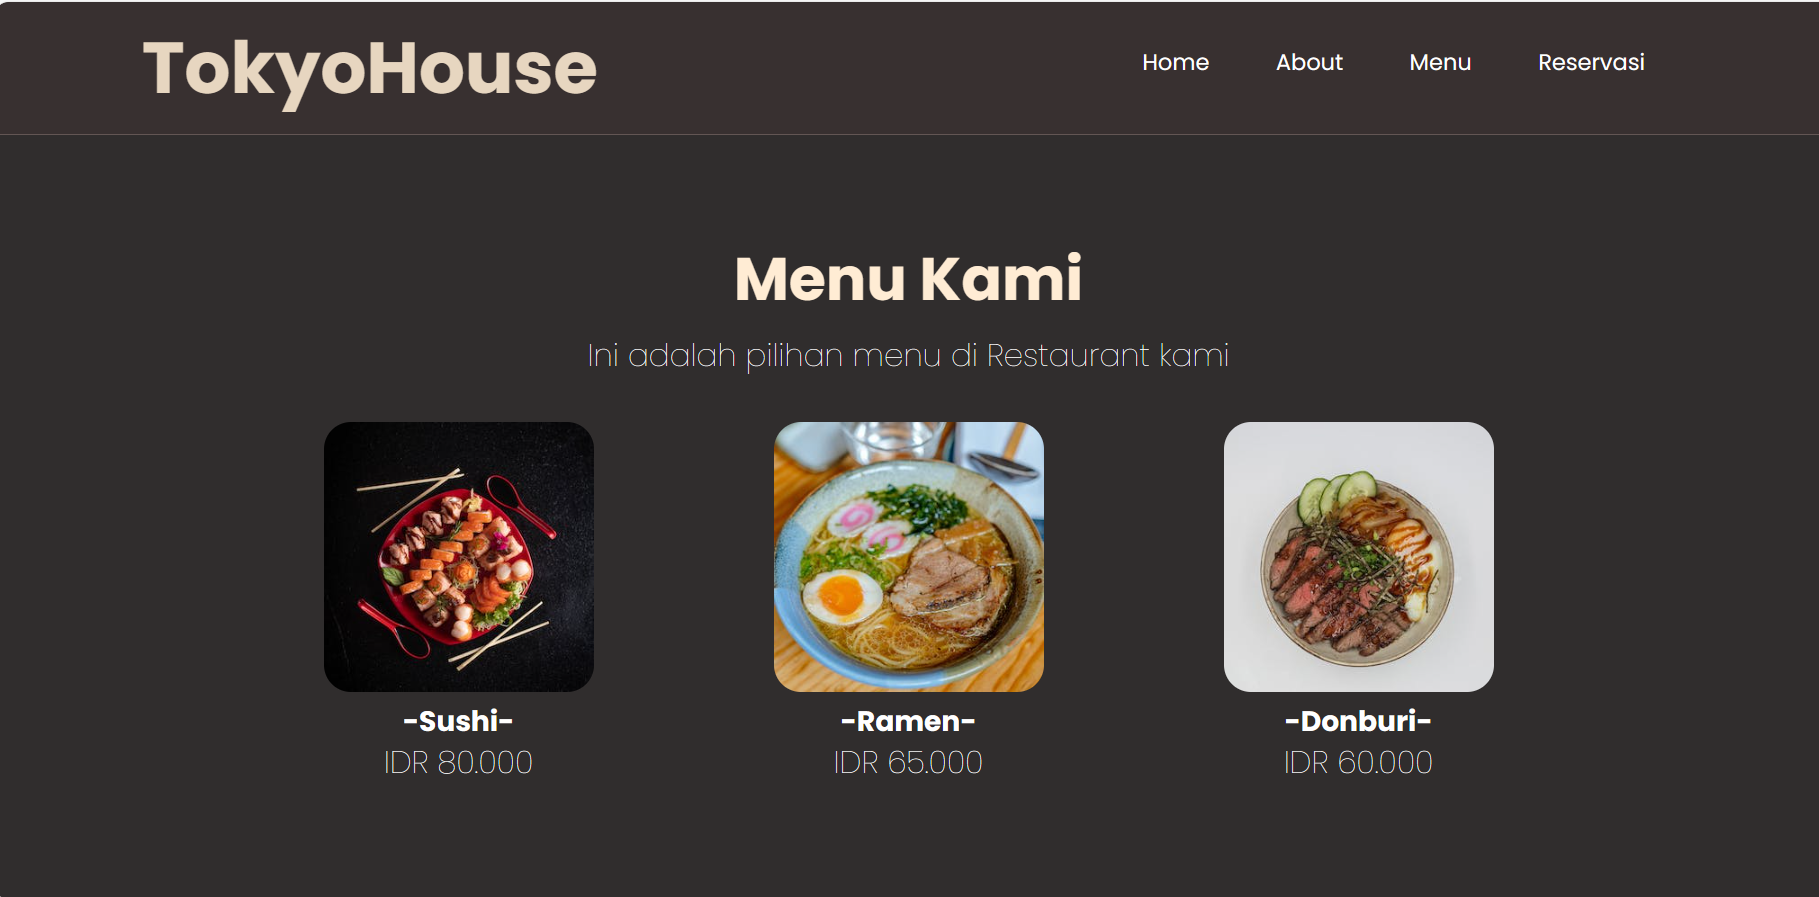 TokyoHouse
Home About Menu Reservasi
Menu Kami
Ini adalah pilihan menu di Restaurant kami
-Sushi- -Ramen- -Donburi-
IDR 80.000 IDR 65.000 IDR 60.000